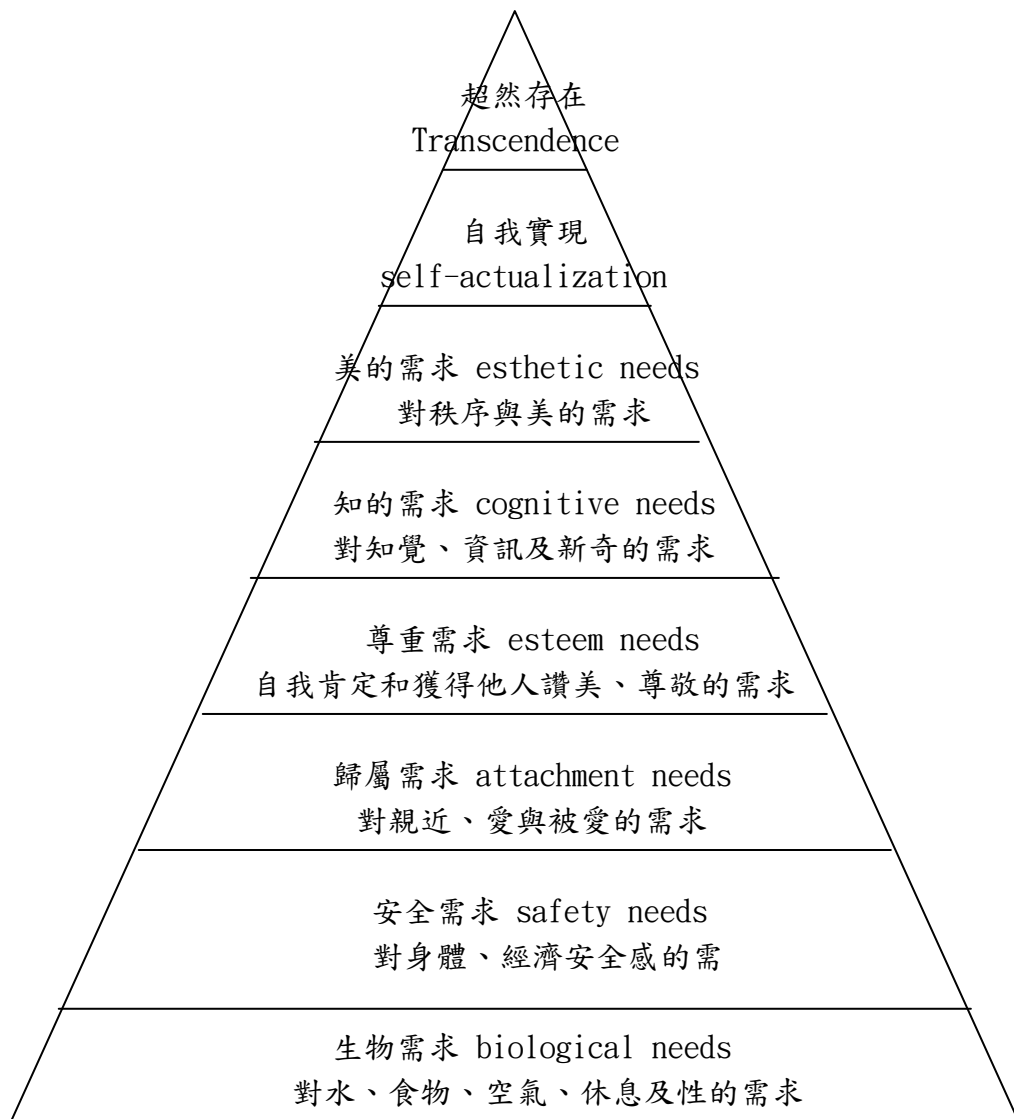 超然存在
Transcendence
自我實現
self-actualization
美的需求 esthetic needs
對秩序與美的需求
知的需求 cognitive needs
對知覺、資訊及新奇的需求
尊重需求 esteem needs
自我肯定和獲得他人讚美、尊敬的需求
歸屬需求 attachment needs
對親近、愛與被愛的需求
安全需求 safety needs
對身體、經濟安全感的需
生物需求 biological needs
對水、食物、空氣、休息及性的需求